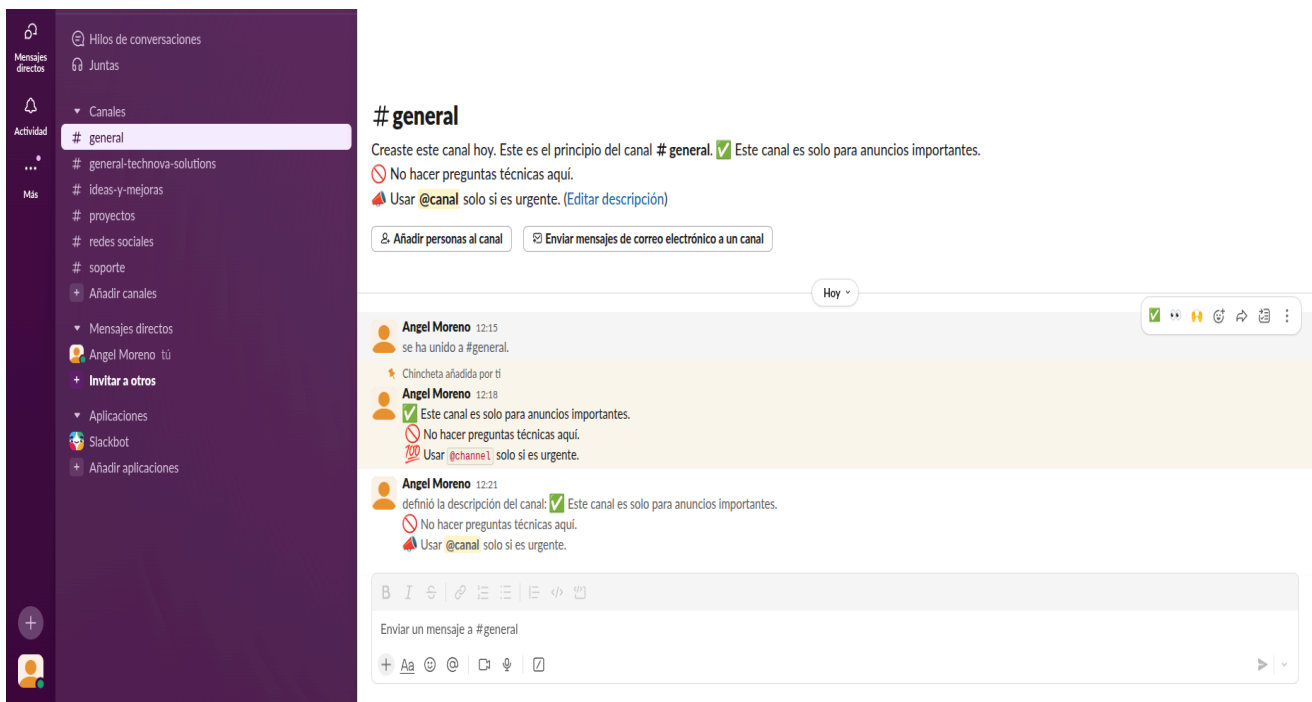 Mensajes
directos
Actividad
Más
Hilos de conversaciones
Juntas
Canales
# general
# general-technova-solutions
# ideas-y-mejoras
# proyectos
# redes sociales
# soporte
+ Añadir canales
Mensajes directos
Angel Moreno tú
+ Invitar a otros
Aplicaciones
Slackbot
+ Añadir aplicaciones
# general
Creaste este canal hoy. Este es el principio del canal # general. ✅ Este canal es solo para anuncios importantes.
🚫 No hacer preguntas técnicas aquí.
📣 Usar @canal solo si es urgente. (Editar descripción)
Añadir personas al canal
Enviar mensajes de correo electrónico a un canal
Hoy
Angel Moreno 12:15
se ha unido a #general.
Chincheta añadida por ti
Angel Moreno 12:18
✅ Este canal es solo para anuncios importantes.
🚫 No hacer preguntas técnicas aquí.
💯 Usar @channel solo si es urgente.
Angel Moreno 12:21
definió la descripción del canal: ✅ Este canal es solo para anuncios importantes.
🚫 No hacer preguntas técnicas aquí.
📣 Usar @canal solo si es urgente.
B I S
Enviar un mensaje a #general
+ Aa @